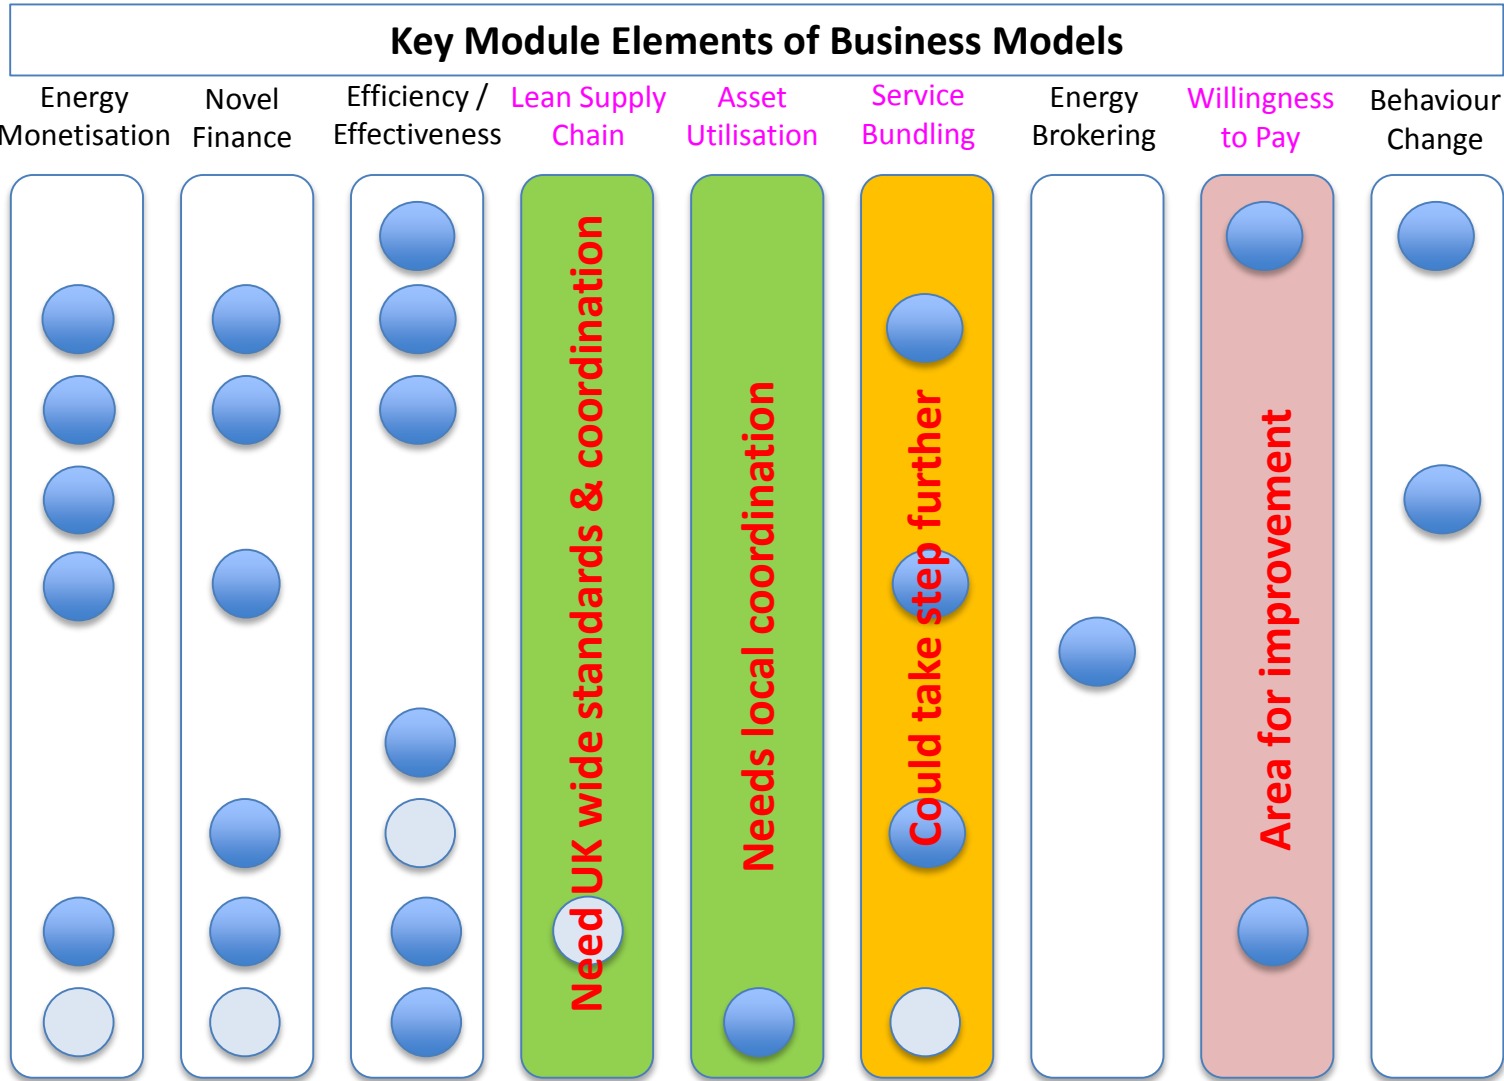 Key Module Elements of Business Models
Energy
Monetisation
Novel
Finance
Efficiency /
Effectiveness
Lean Supply
Chain
Asset
Utilisation
Service
Bundling
Energy
Brokering
Willingness
to Pay
Behaviour
Change
Need UK wide standards & coordination
Needs local coordination
Could take step further
Area for improvement